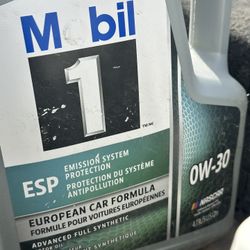 Mobil
1
ESP
EMISSION SYSTEM
PROTECTION
PROTECTION DU SYSTÈME
ANTIPOLLUTION
0W-30
EUROPEAN CAR FORMULA
FORMULE POUR VOITURES EUROPÉENNES
ADVANCED FULL SYNTHETIC
NASCAR